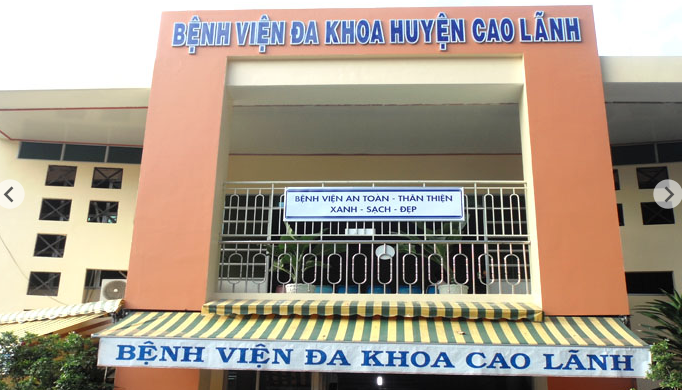 BỆNH VIỆN ĐA KHOA HUYỆN CAO LÃNH
BỆNH VIỆN AN TOÀN - THÂN THIỆN
XANH - SẠCH - ĐẸP
BỆNH VIỆN ĐA KHOA CAO LÃNH